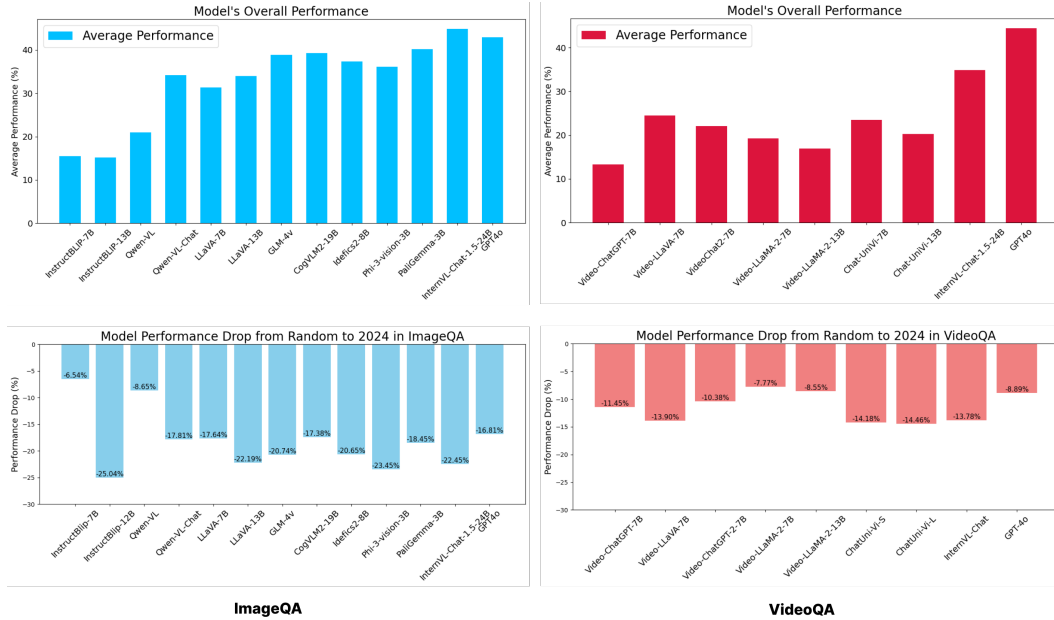 Model's Overall Performance
Average Performance
Average Performance (%)
40
30
20
10
0
InstructBLIP-7B
InstructBLIP-13B
Qwen-VL
Qwen-VL-Chat
LLaVA-7B
LLaVA-13B
GLM-4v
CogVLM2-19B
Idefics2-8B
Phi-3-vision-3B
PaliGemma-3B
InternVL-Chat-1.5-24B
GPT4o
Model's Overall Performance
Average Performance
Average Performance (%)
40
30
20
10
0
Video-ChatGPT-7B
Video-LLaVA-7B
VideoChat2-7B
Video-LLaMA-2-7B
Video-LLaMA-2-13B
Chat-UniVi-7B
Chat-UniVi-13B
InternVL-Chat-1.5-24B
GPT4o
Model Performance Drop from Random to 2024 in ImageQA
Performance Drop (%)
0
−5
−10
−15
−20
−25
−30
-6.54%
-25.04%
-8.65%
-17.81%
-17.64%
-22.19%
-20.74%
-17.38%
-20.65%
-23.45%
-18.45%
-22.45%
-16.81%
InstructBlip-7B
InstructBlip-12B
Qwen-VL
Qwen-VL-Chat
LLaVA-7B
LLaVA-13B
GLM-4v
CogVLM2-19B
Idefics2-8B
Phi-3-vision-3B
PaliGemma-3B
InternVL-Chat-1.5-24B
GPT4o
Model Performance Drop from Random to 2024 in VideoQA
Performance Drop (%)
0
−5
−10
−15
−20
−25
−30
-11.45%
-13.90%
-10.38%
-7.77%
-8.55%
-14.18%
-14.46%
-13.78%
-8.89%
Video-ChatGPT-7B
Video-LLaVA-7B
Video-ChatGPT-2-7B
Video-LLaMA-2-7B
Video-LLaMA-2-13B
ChatUni-Vi-S
ChatUni-Vi-L
InternVL-Chat
GPT-4o
ImageQA
VideoQA